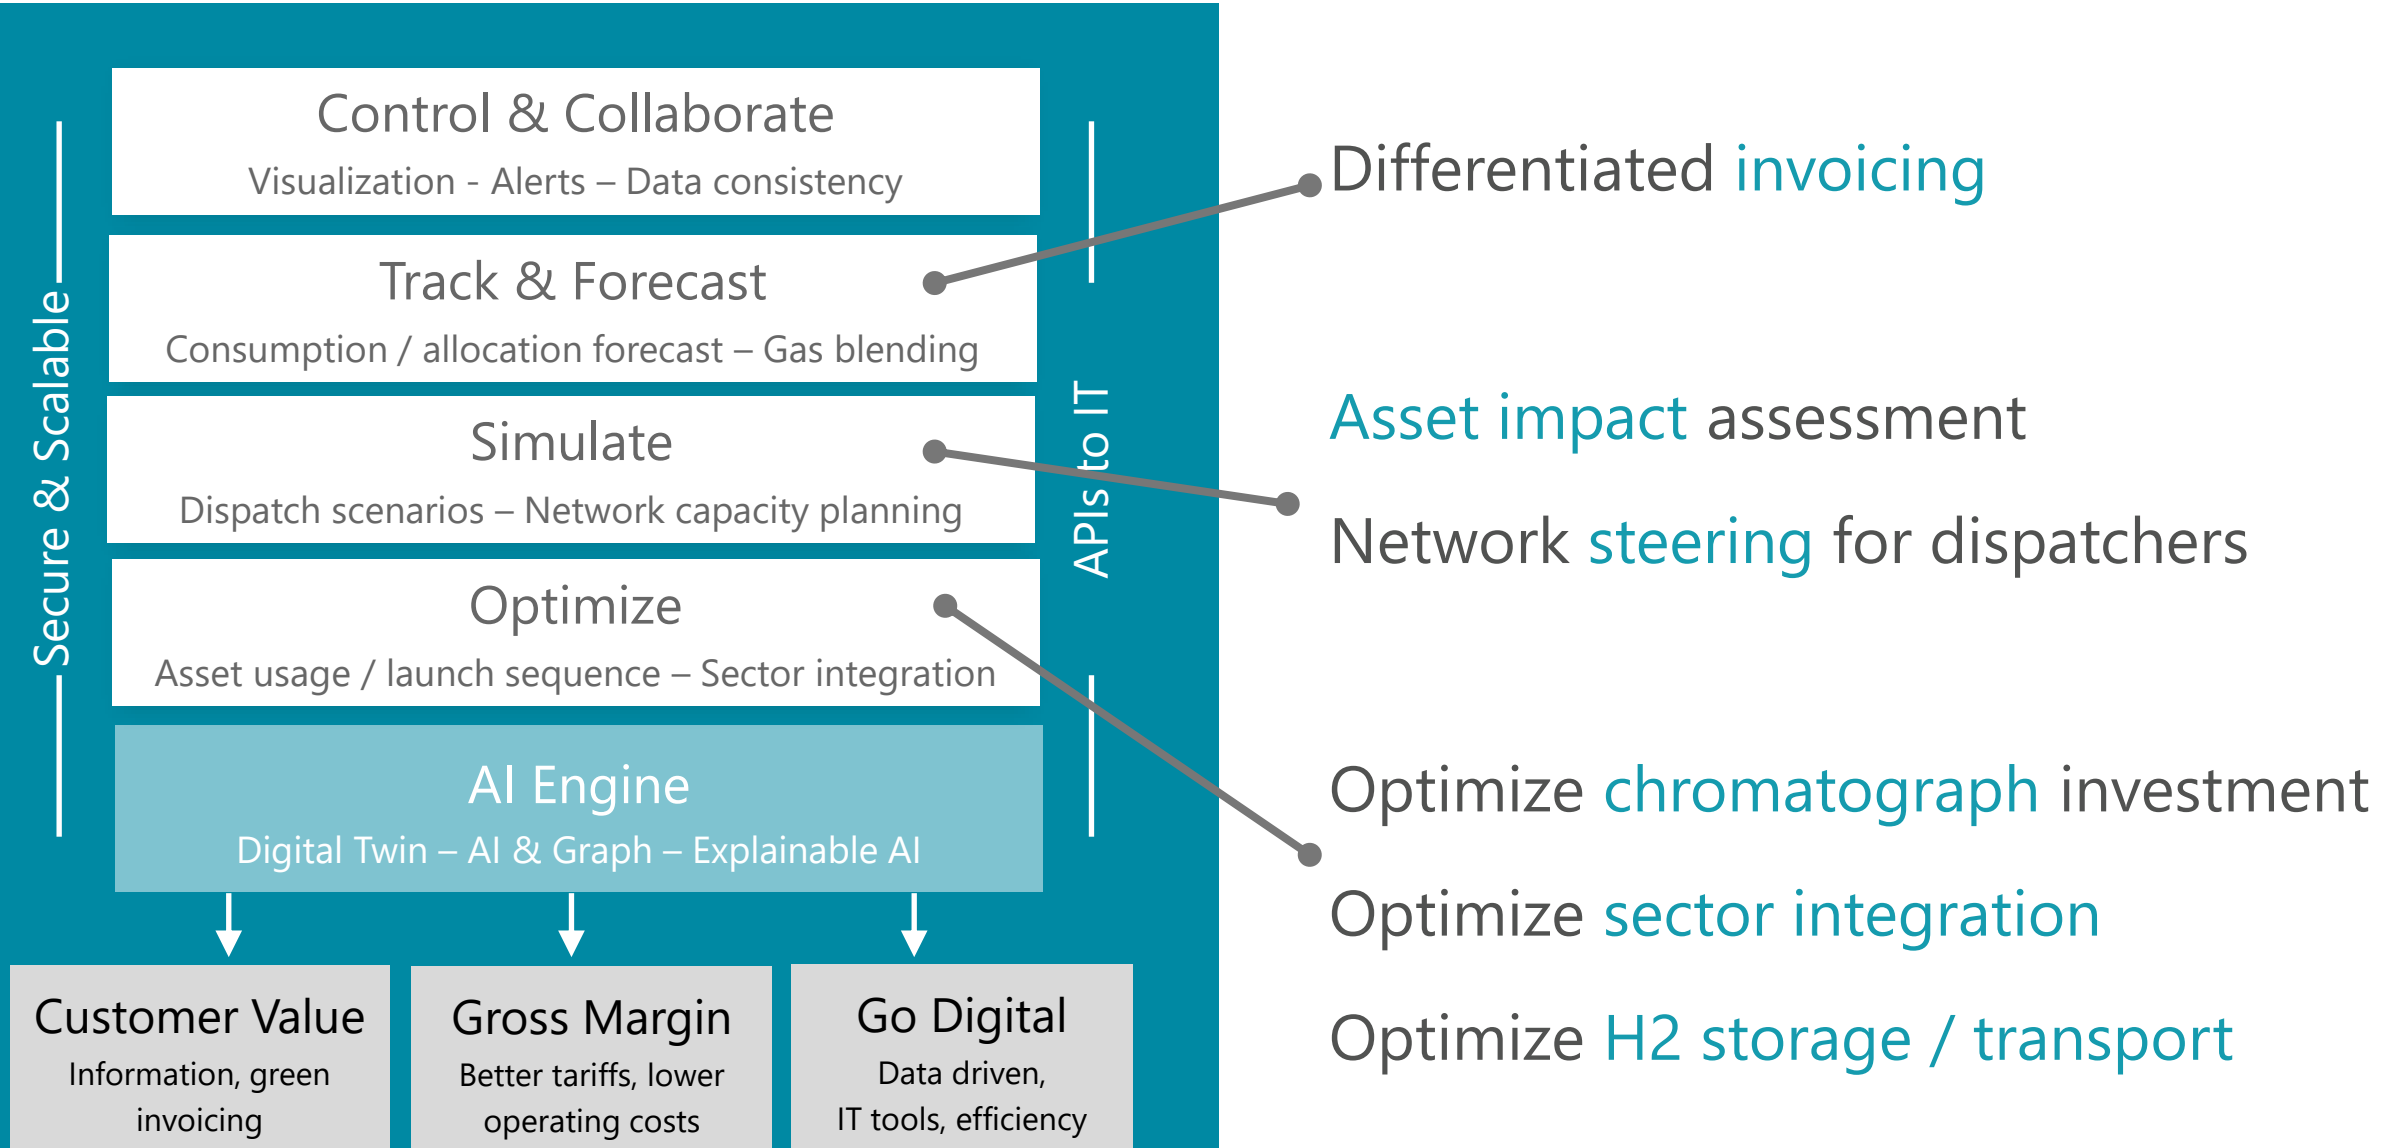 Control & Collaborate
Visualization - Alerts – Data consistency
Track & Forecast
Consumption / allocation forecast – Gas blending
Simulate
Dispatch scenarios – Network capacity planning
Optimize
Asset usage / launch sequence – Sector integration
AI Engine
Digital Twin – AI & Graph – Explainable AI
Secure & Scalable
APIs to IT
Customer Value
Information, green
invoicing
Gross Margin
Better tariffs, lower
operating costs
Go Digital
Data driven,
IT tools, efficiency
Differentiated invoicing
Asset impact assessment
Network steering for dispatchers
Optimize chromatograph investment
Optimize sector integration
Optimize H2 storage / transport